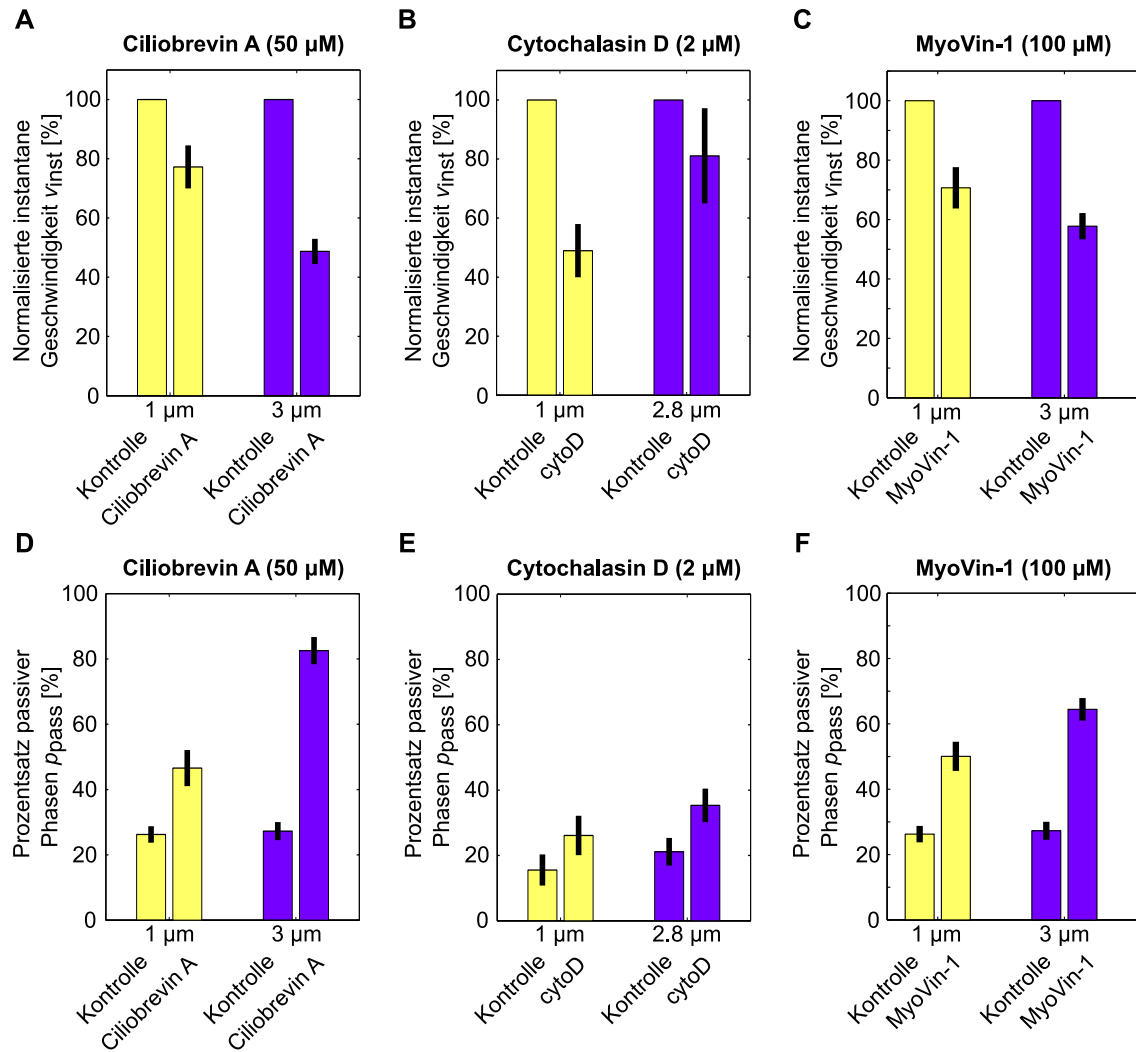 A
Ciliobrevin A (50 µM)
Normalisierte instantane
Geschwindigkeit vinst [%]
100
80
60
40
20
0
1 µm
3 µm
Kontrolle
Ciliobrevin A
Kontrolle
Ciliobrevin A
B
Cytochalasin D (2 µM)
Normalisierte instantane
Geschwindigkeit vinst [%]
100
80
60
40
20
0
1 µm
2.8 µm
Kontrolle
cytoD
Kontrolle
cytoD
C
MyoVin-1 (100 µM)
Normalisierte instantane
Geschwindigkeit vinst [%]
100
80
60
40
20
0
1 µm
3 µm
Kontrolle
MyoVin-1
Kontrolle
MyoVin-1
D
Ciliobrevin A (50 µM)
Prozentsatz passiver
Phasen ppass [%]
100
80
60
40
20
0
1 µm
3 µm
Kontrolle
Ciliobrevin A
Kontrolle
Ciliobrevin A
E
Cytochalasin D (2 µM)
Prozentsatz passiver
Phasen ppass [%]
100
80
60
40
20
0
1 µm
2.8 µm
Kontrolle
cytoD
Kontrolle
cytoD
F
MyoVin-1 (100 µM)
Prozentsatz passiver
Phasen ppass [%]
100
80
60
40
20
0
1 µm
3 µm
Kontrolle
MyoVin-1
Kontrolle
MyoVin-1